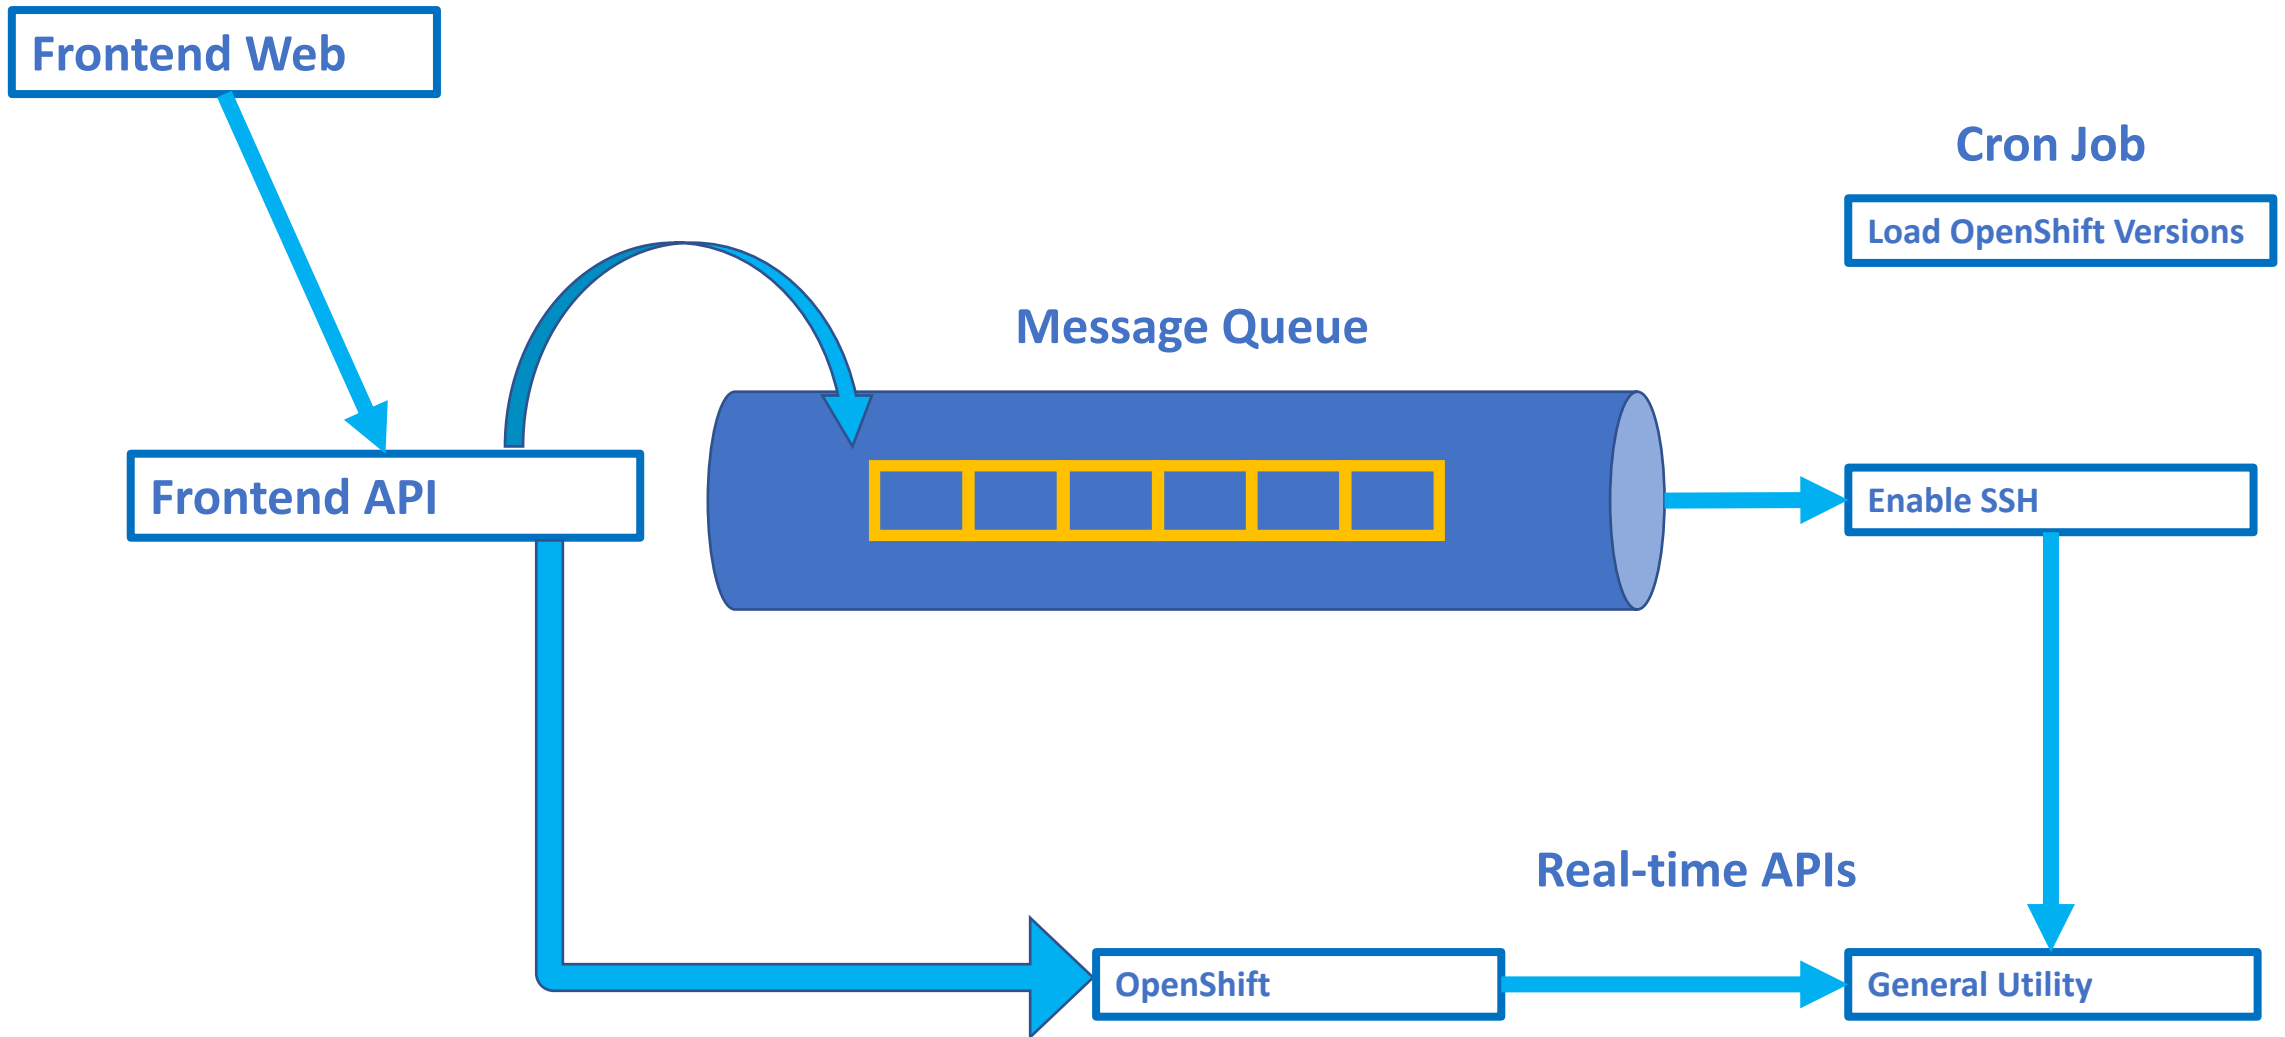 Frontend Web
Cron Job
Load OpenShift Versions
Message Queue
Frontend API
Enable SSH
Real-time APIs
OpenShift
General Utility